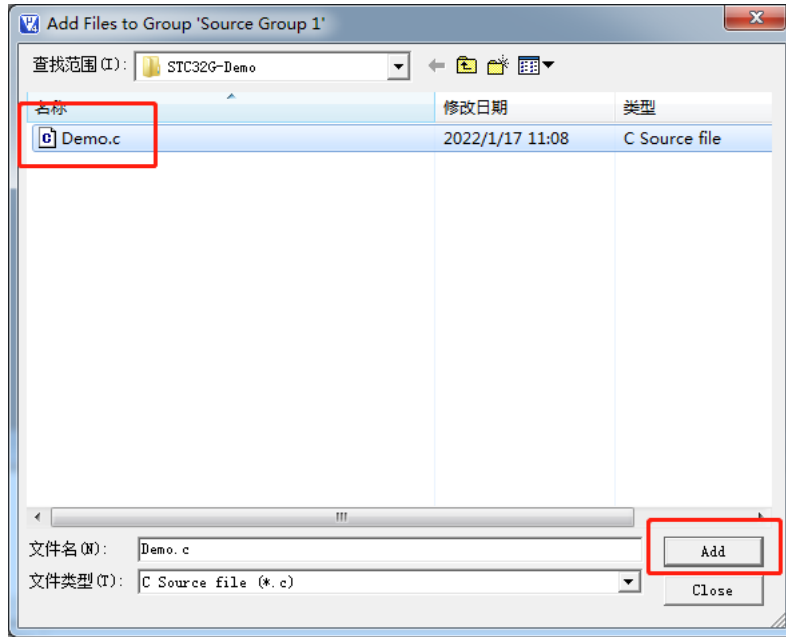 Add Files to Group 'Source Group 1'
查找范围(I): STC32G-Demo
名称 修改日期 类型
Demo.c 2022/1/17 11:08 C Source file
文件名(N): Demo.c Add
文件类型(T): C Source file (*.c) Close